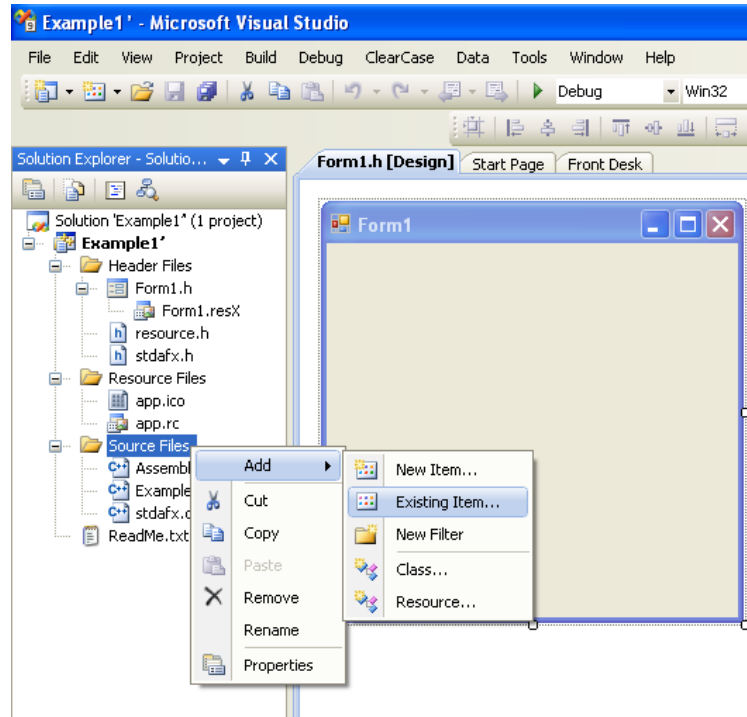 Example1' - Microsoft Visual Studio
File Edit View Project Build Debug ClearCase Data Tools Window Help
Debug Win32
Solution Explorer - Solutio...
Form1.h [Design] Start Page Front Desk
Solution 'Example1'' (1 project)
Example1'
Header Files
Form1.h
Form1.resX
resource.h
stdafx.h
Resource Files
app.ico
app.rc
Source Files
Assembl
Example
stdafx.c
ReadMe.txt
Form1
Add
Cut
Copy
Paste
Remove
Rename
Properties
New Item...
Existing Item...
New Filter
Class...
Resource...